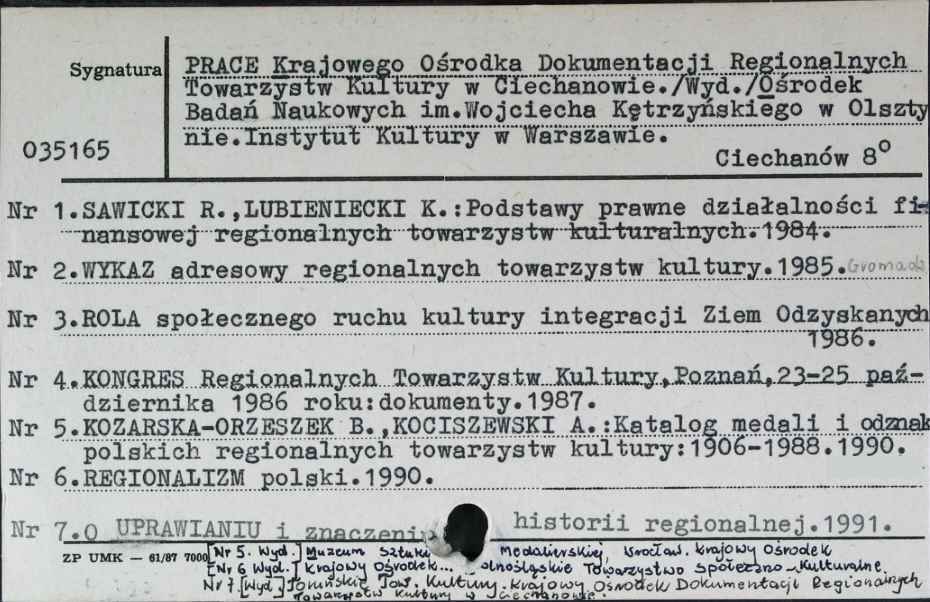 Sygnatura
035165
PRACE Krajowego Ośrodka Dokumentacji Regionalnych
Towarzystw Kultury w Ciechanowie./Wyd./Ośrodek
Badań Naukowych im.Wojciecha Kętrzyńskiego w Olszty
nie.Instytut Kultury w Warszawie.
Ciechanów 8°
Nr 1.SAWICKI R.,LUBIENIECKI K.:Podstawy prawne działalności fi-
nansowej regionalnych towarzystw kulturalnych.1984.
Nr 2.WYKAZ adresowy regionalnych towarzystw kultury.1985.
Nr 3.ROLA społecznego ruchu kultury integracji Ziem Odzyskanych
1986.
Nr 4.KONGRES Regionalnych Towarzystw Kultury,Poznań,23-25 paź-
dziernika 1986 roku:dokumenty.1987.
Nr 5.KOZARSKA-ORZESZEK B.,KOCISZEWSKI A.:Katalog medali i odznak
polskich regionalnych towarzystw kultury:1906-1988.1990.
Nr 6.REGIONALIZM polski.1990.
Nr 7.O UPRAWIANIU i znaczeni historii regionalnej.1991.
ZP UMK — 61/87 7000 [Nr 5. Wyd.] Muzeum Sztuki Medalierskiej, Wrocław. Krajowy Ośrodek
[Nr 6 Wyd.] Krajowy Ośrodek... olnośląskie Towarzystwo Społeczno-Kulturalne
Nr 7. [Wyd.] Toruńskie Tow. Kultury. Krajowy Ośrodek Dokumentacji Regionalnych
Towarzystw Kultury w Ciechanowie.